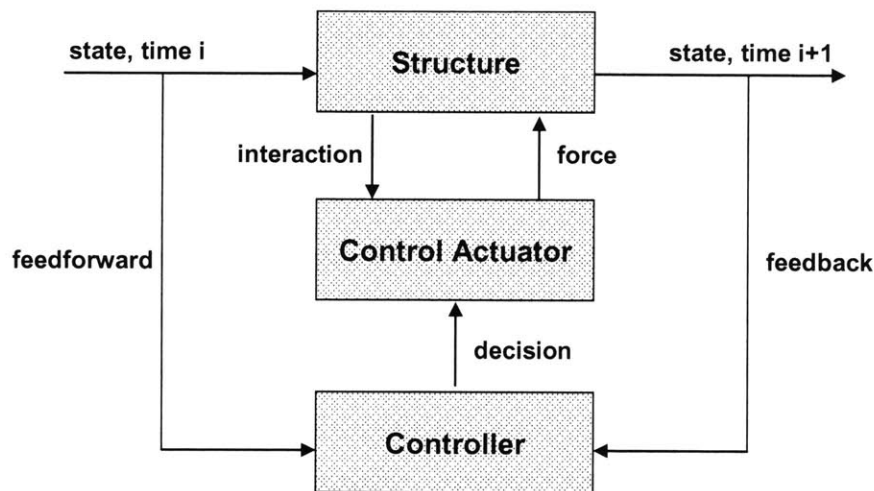 state, time i
Structure
state, time i+1
interaction
force
feedforward
Control Actuator
feedback
decision
Controller